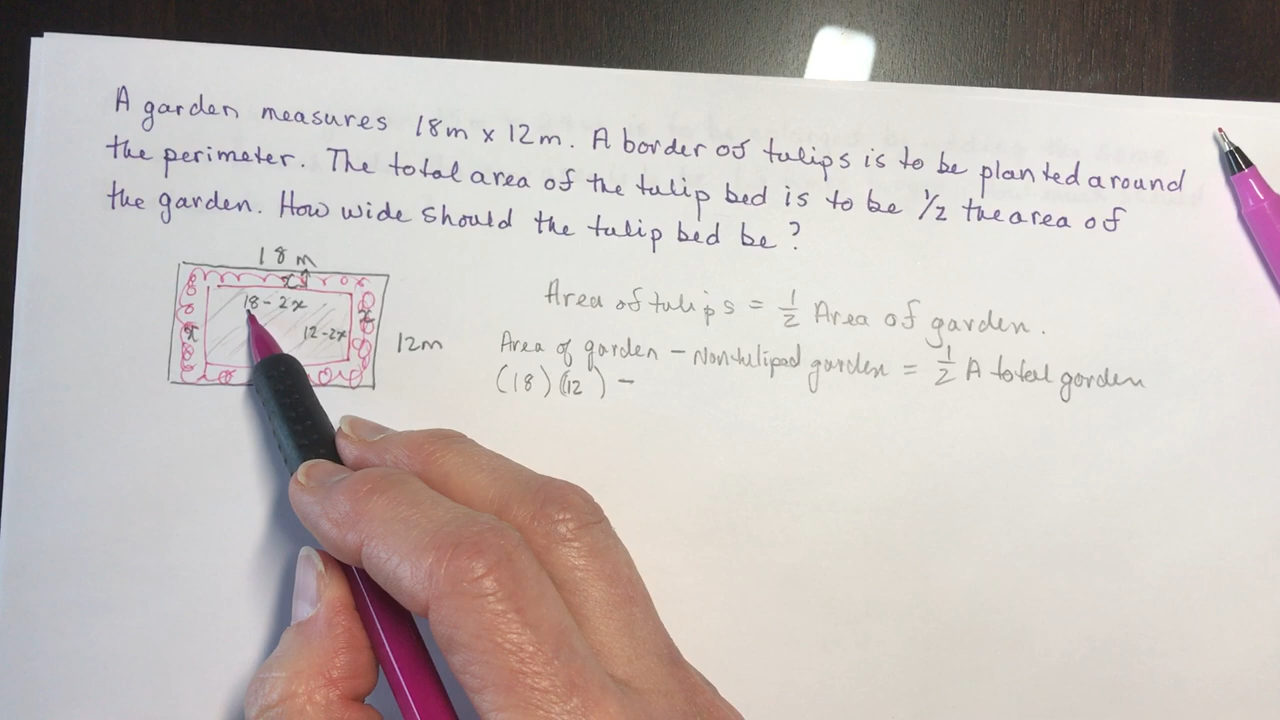 A garden measures 18m x 12m. A border of tulips is to be planted around
the perimeter. The total area of the tulip bed is to be 1/2 the area of
the garden. How wide should the tulip bed be?
18 m
x
18-2x
x
12-2x
x
12m
Area of tulips = 1/2 Area of garden.
Area of garden - Nontuliped garden = 1/2 A total garden
(18)(12) -